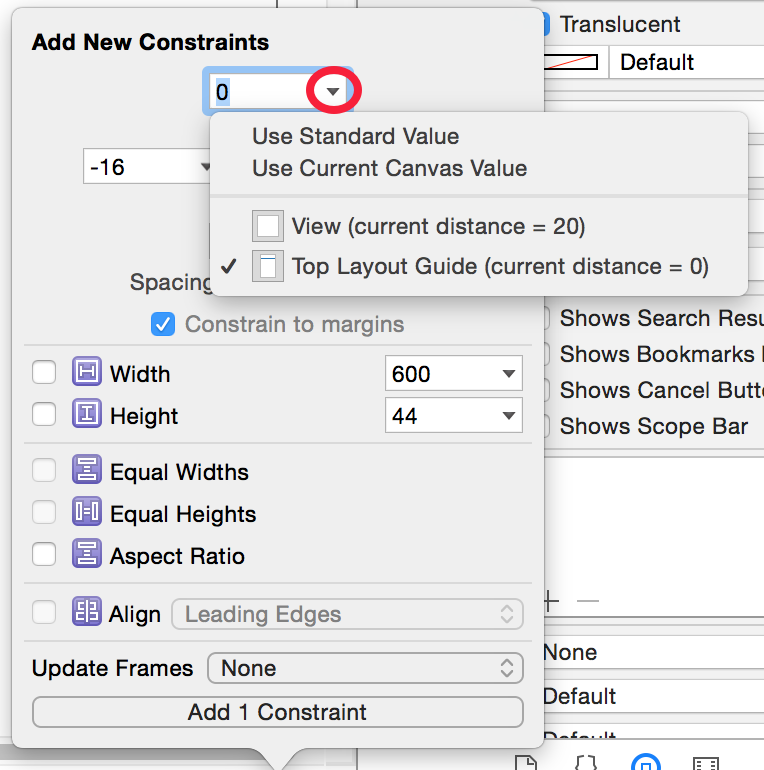 Add New Constraints
Translucent
0
Default
Use Standard Value
-16
Use Current Canvas Value
View (current distance = 20)
Top Layout Guide (current distance = 0)
Constrain to margins
Shows Search
Shows Bookmarks
Width
600
Shows Cancel
Height
44
Shows Scope Bar
Equal Widths
Equal Heights
Aspect Ratio
Align
Leading Edges
Update Frames
None
None
Default
Add 1 Constraint
Default